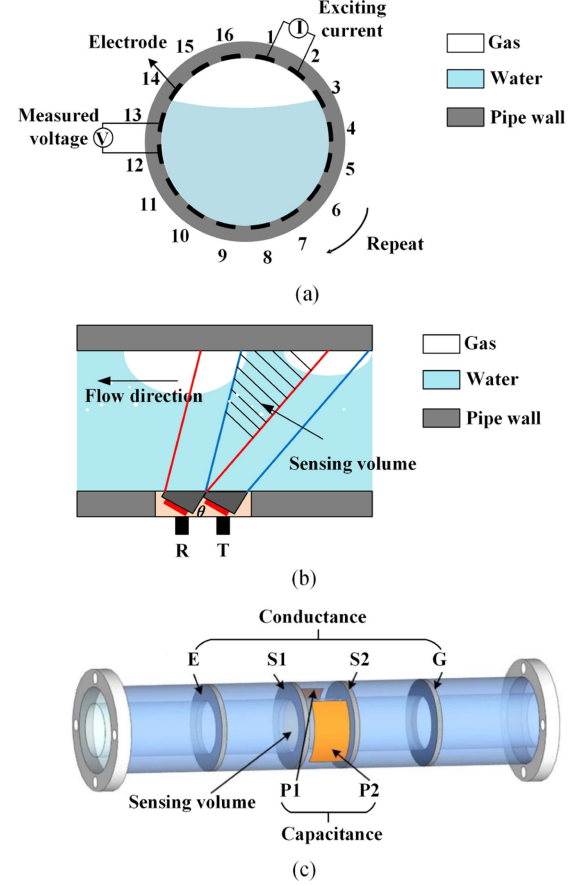 (a)
Exciting
current
I
Electrode
16
1
2
15
3
14
13
4
Measured
voltage
V
12
5
11
6
10
7
9
8
Repeat
Gas
Water
Pipe wall
(a)
Flow direction
Sensing volume
θ
R
T
Gas
Water
Pipe wall
(b)
Conductance
E
S1
S2
G
Sensing volume
P1
P2
Capacitance
(c)